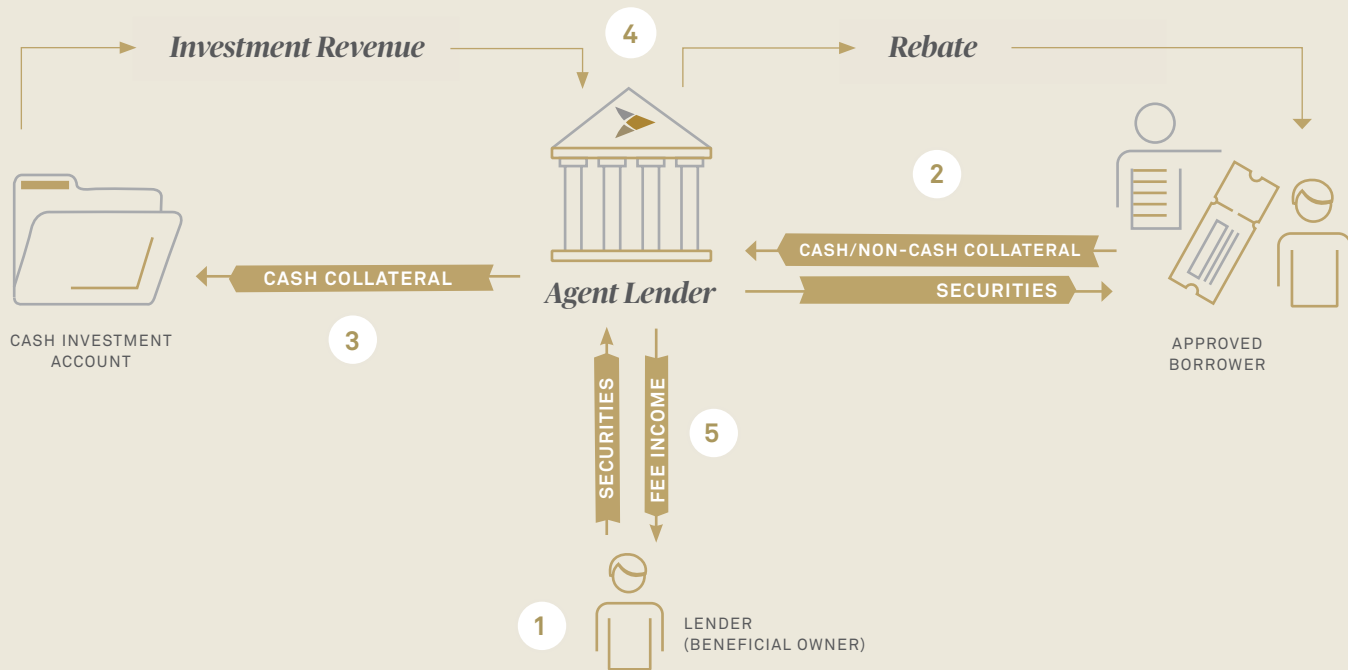 Investment Revenue
4
Rebate
2
CASH/NON-CASH COLLATERAL
CASH COLLATERAL
Agent Lender
SECURITIES
3
CASH INVESTMENT
ACCOUNT
APPROVED
BORROWER
SECURITIES
FEE INCOME
5
1
LENDER
(BENEFICIAL OWNER)